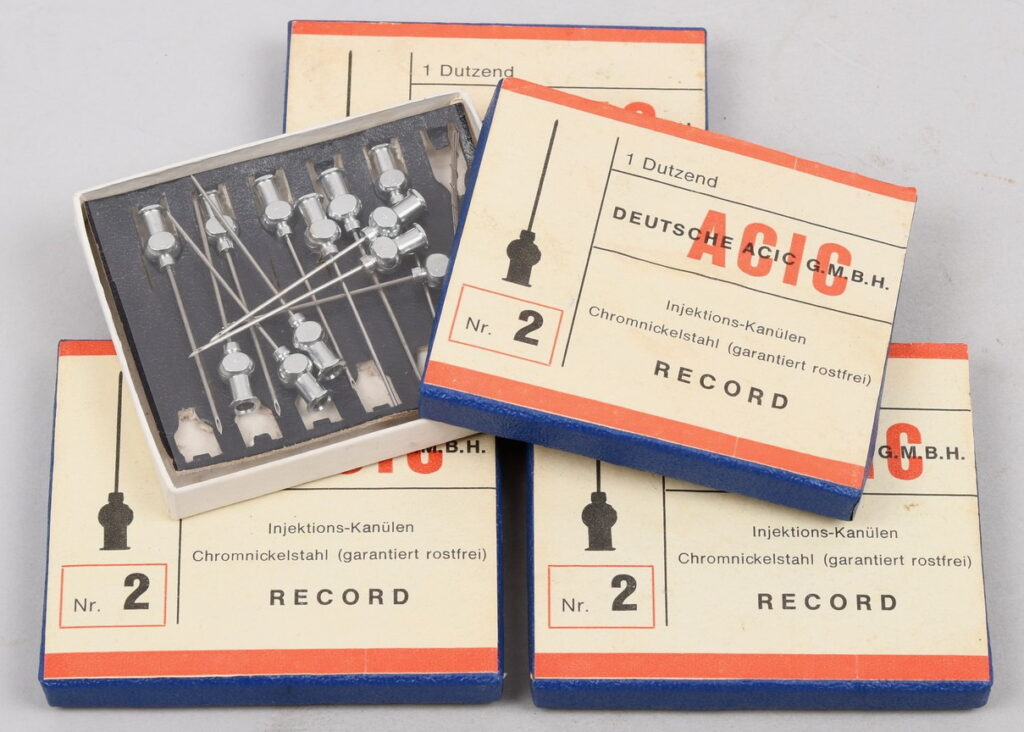 1 Dutzend
1 Dutzend
ACIC
DEUTSCHE ACIC G.M.B.H.
Injektions-Kanülen
Chromnickelstahl (garantiert rostfrei)
RECORD
Nr. 2
M.B.H.
Injektions-Kanülen
Chromnickelstahl (garantiert rostfrei)
RECORD
Nr. 2
G.M.B.H.
Injektions-Kanülen
Chromnickelstahl (garantiert rostfrei)
RECORD
Nr. 2